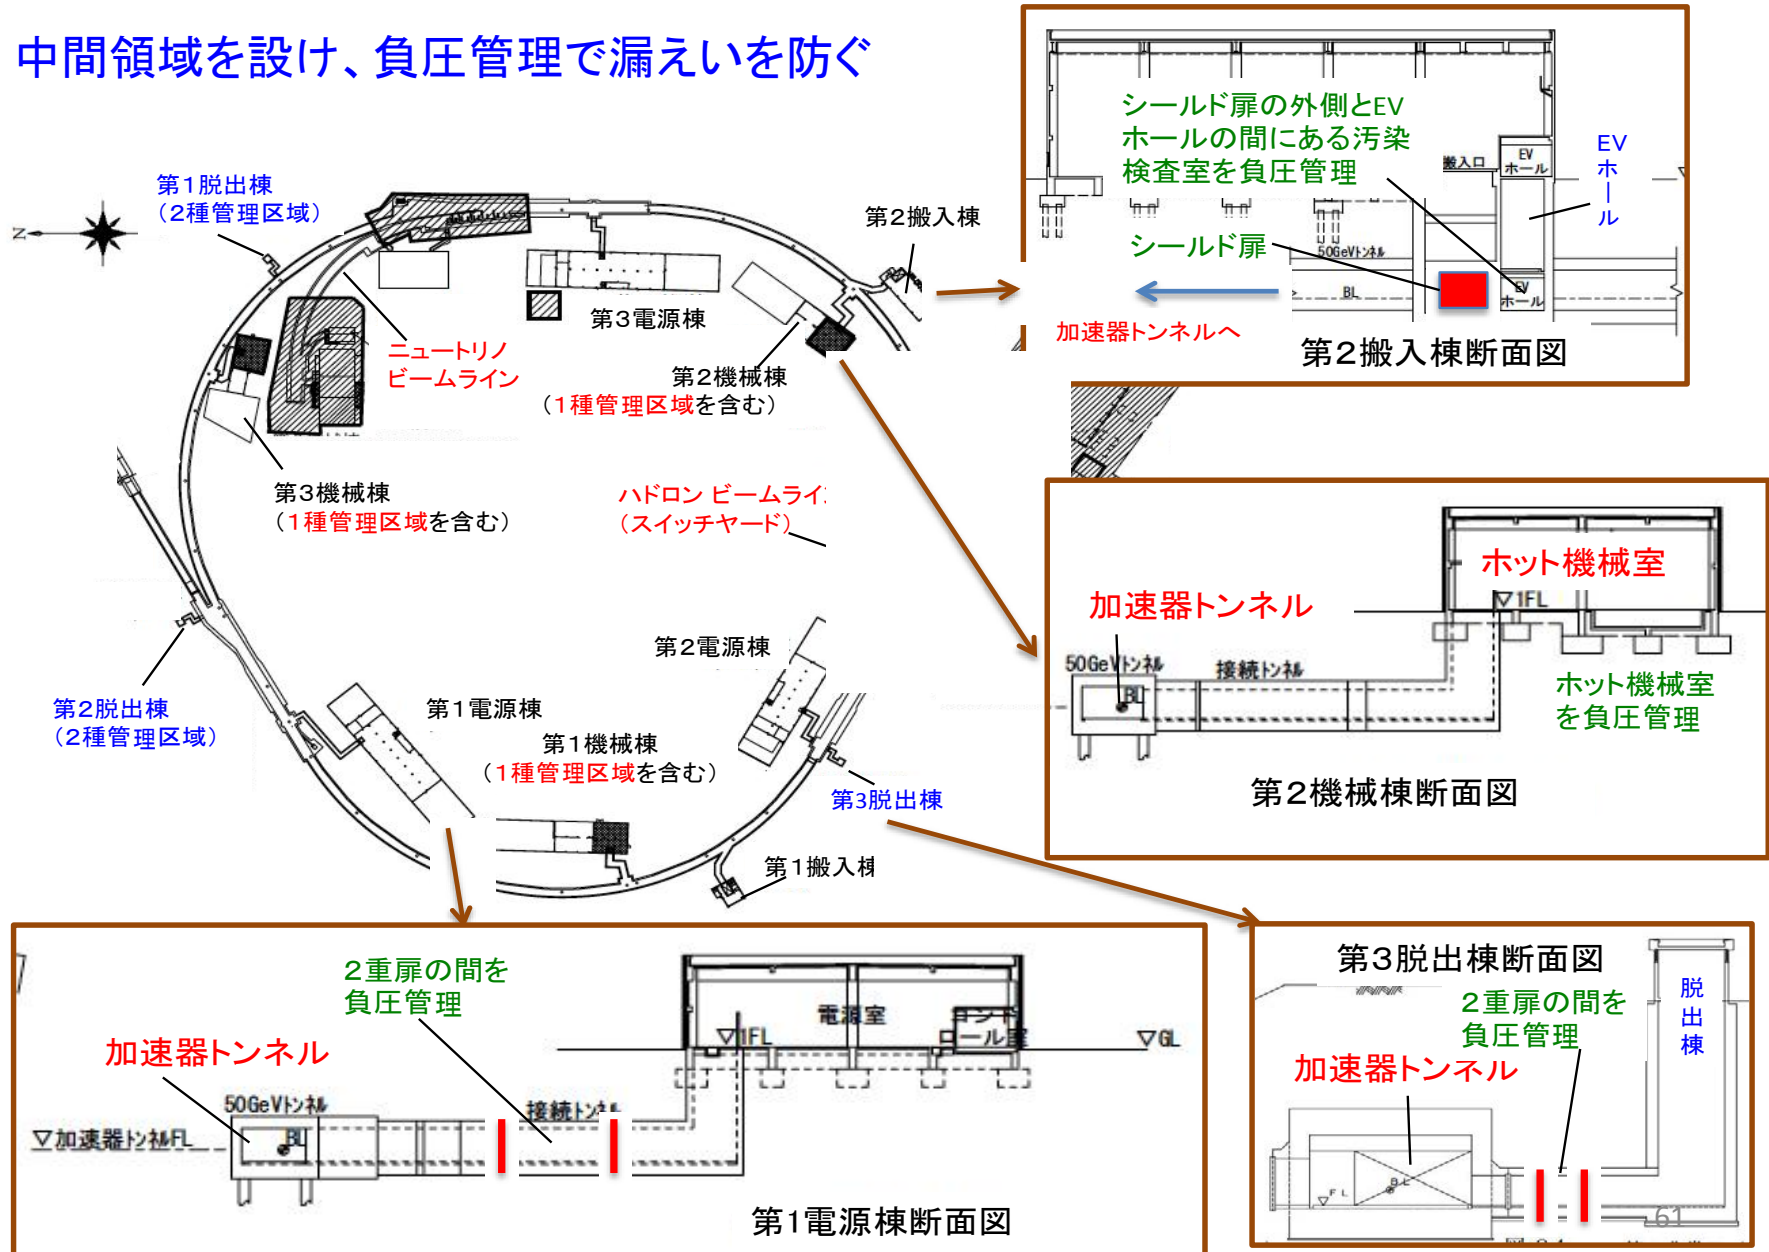 中間領域を設け、負圧管理で漏えいを防ぐ
N
第1脱出棟
(2種管理区域)
第2搬入棟
第3電源棟
ニュートリノ
ビームライン
第2機械棟
(1種管理区域を含む)
第3機械棟
(1種管理区域を含む)
ハドロン ビームライ
(スイッチヤード)
第2電源棟
第2脱出棟
(2種管理区域)
第1電源棟
第1機械棟
(1種管理区域を含む)
第3脱出棟
第1搬入棟
シールド扉の外側とEV
ホールの間にある汚染
検査室を負圧管理
EVホール
搬入口
EV
ホール
シールド扉
50GeVトンネル
BL
EV
ホール
加速器トンネルへ
第2搬入棟断面図
ホット機械室
▽1FL
加速器トンネル
50GeVトンネル
接続トンネル
BL
ホット機械室
を負圧管理
第2機械棟断面図
2重扉の間を
負圧管理
電源室
コントロール室
▽1FL
▽GL
加速器トンネル
50GeVトンネル
接続トンネル
▽加速器トンネルFL
BL
第1電源棟断面図
第3脱出棟断面図
2重扉の間を
負圧管理
脱出棟
加速器トンネル
BL
▽FL
61